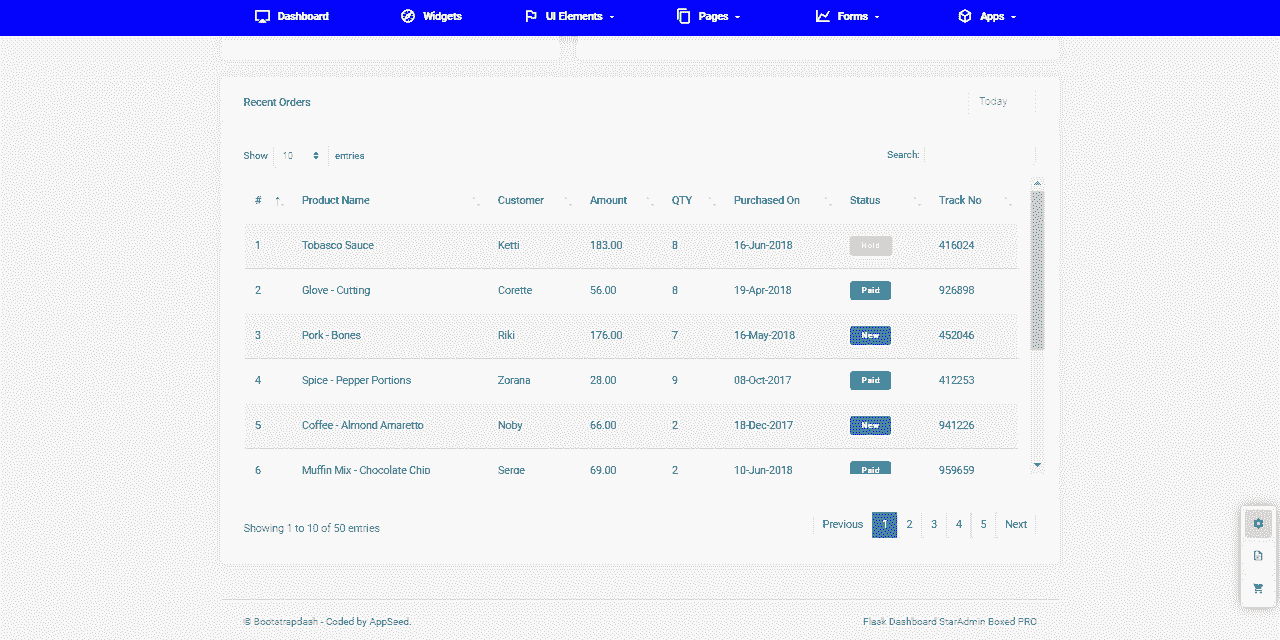 Dashboard Widgets UI Elements Pages Forms Apps
Recent Orders Today
Show 10 entries Search:
# Product Name Customer Amount QTY Purchased On Status Track No
1 Tobasco Sauce Ketti 183.00 8 16-Jun-2018 Hold 416024
2 Glove - Cutting Corette 56.00 8 19-Apr-2018 Paid 926898
3 Pork - Bones Riki 176.00 7 16-May-2018 New 452046
4 Spice - Pepper Portions Zorana 28.00 9 08-Oct-2017 Paid 412253
5 Coffee - Almond Amaretto Noby 66.00 2 18-Dec-2017 New 941226
6 Muffin Mix - Chocolate Chip Serge 69.00 2 10-Jun-2018 Paid 959659
Showing 1 to 10 of 50 entries Previous 1 2 3 4 5 Next
© Bootstrapdash - Coded by AppSeed. Flask Dashboard StarAdmin Boxed PRO